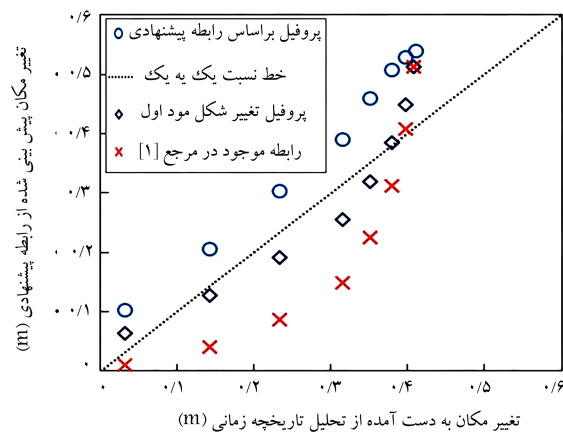 ۰/۶
۰/۵
۰/۴
۰/۳
۰/۲
۰/۱
۰
تغییر مکان پیش بینی شده از رابطه پیشنهادی (m)
پروفیل براساس رابطه پیشنهادی
خط نسبت یک یه یک
پروفیل تغییر شکل مود اول
رابطه موجود در مرجع [۱]
۰ ۰/۱ ۰/۲ ۰/۳ ۰/۴ ۰/۵ ۰/۶
تغییر مکان به دست آمده از تحلیل تاریخچه زمانی (m)